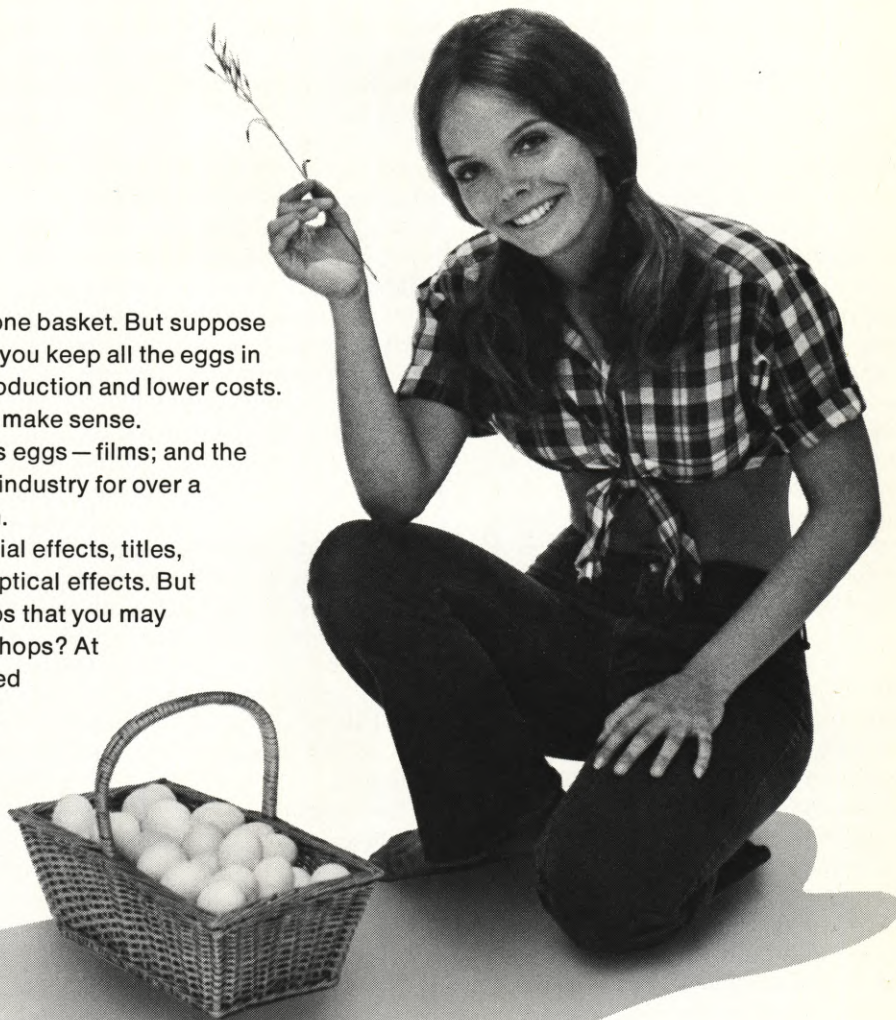 one basket. But suppose
you keep all the eggs in
oduction and lower costs.
make sense.
s eggs — films; and the
industry for over a
.
ial effects, titles,
ptical effects. But
os that you may
hops? At
ed